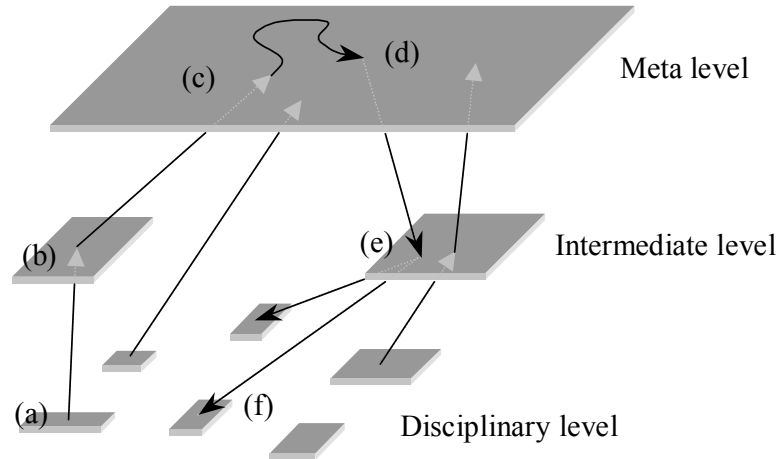 (c)
(d)
Meta level
(b)
(e)
Intermediate level
(a)
(f)
Disciplinary level